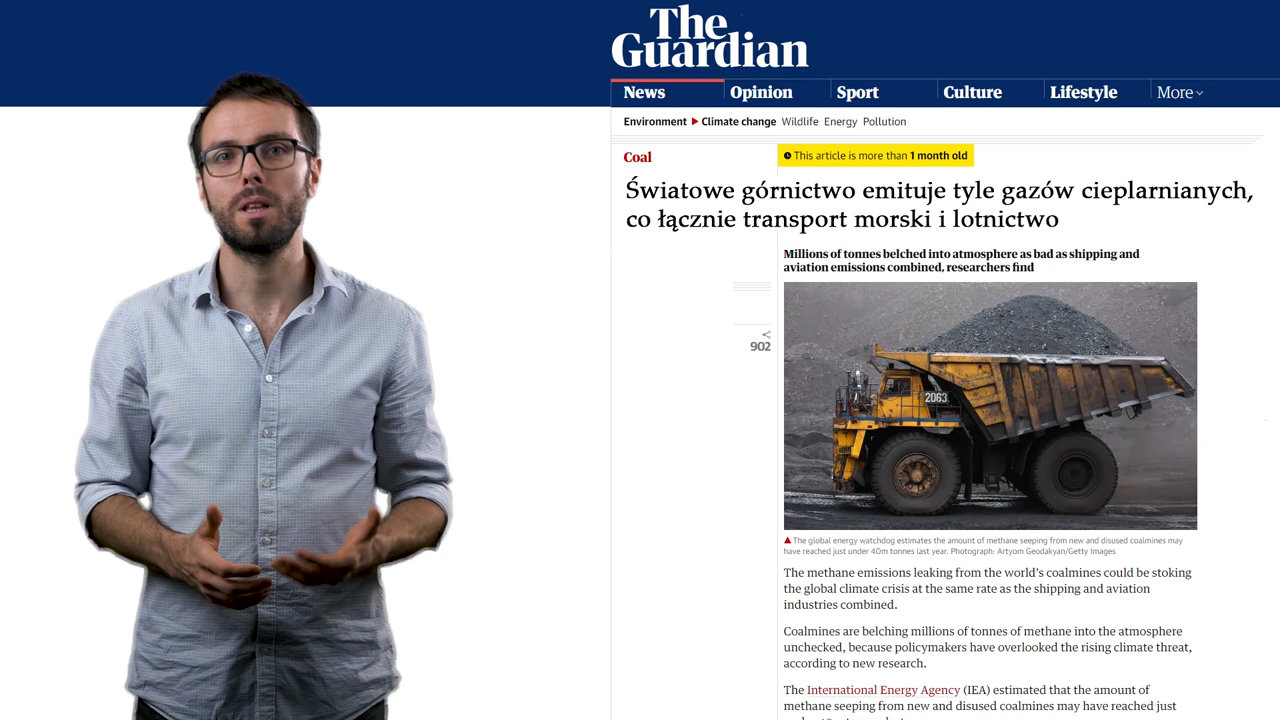 The
Guardian
News Opinion Sport Culture Lifestyle More
Environment Climate change Wildlife Energy Pollution
Coal
This article is more than 1 month old
Światowe górnictwo emituje tyle gazów cieplarnianych,
co łącznie transport morski i lotnictwo
Millions of tonnes belched into atmosphere as bad as shipping and
aviation emissions combined, researchers find
902
2063
The global energy watchdog estimates the amount of methane seeping from new and disused coalmines may
have reached just under 40m tonnes last year. Photograph: Artyom Geodakyan/Getty Images
The methane emissions leaking from the world's coalmines could be stoking
the global climate crisis at the same rate as the shipping and aviation
industries combined.
Coalmines are belching millions of tonnes of methane into the atmosphere
unchecked, because policymakers have overlooked the rising climate threat,
according to new research.
The International Energy Agency (IEA) estimated that the amount of
methane seeping from new and disused coalmines may have reached just